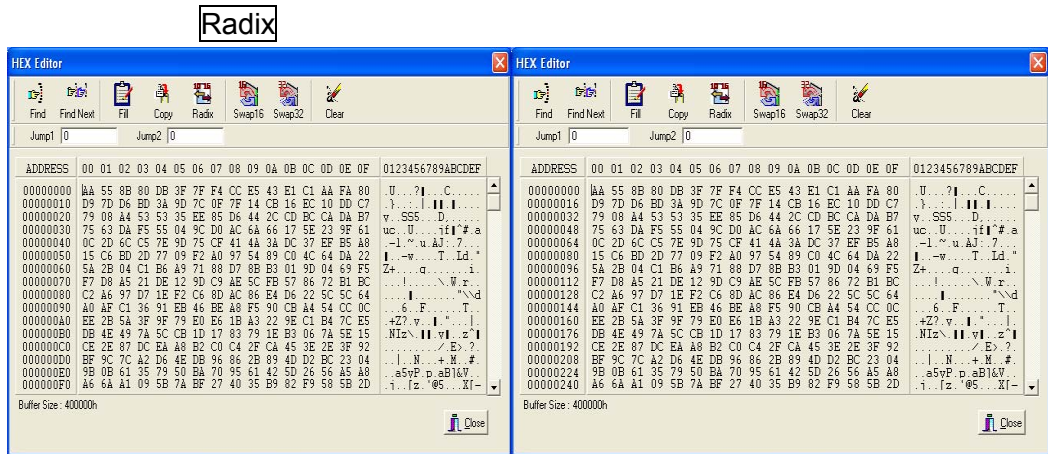 Radix
HEX Editor
Find Find Next Fill Copy Radix Swap16 Swap32 Clear
Jump1 0 Jump2 0
ADDRESS 00 01 02 03 04 05 06 07 08 09 0A 0B 0C 0D 0E 0F 0123456789ABCDEF
00000000 AA 55 8B 80 DB 3F 7F F4 CC E5 43 E1 C1 AA FA 80
00000010 D9 7D D6 BD 3A 9D 7C 0F 7F 14 CB 16 EC 10 DD C7
00000020 79 08 A4 53 53 35 EE 85 D6 44 2C CD BC CA DA B7
00000030 75 63 DA F5 55 04 9C D0 AC 6A 66 17 5E 23 9F 61
00000040 0C 2D 6C C5 7E 9D 75 CF 41 4A 3A DC 37 EF B5 A8
00000050 15 C6 BD 2D 77 09 F2 A0 97 54 89 C0 4C 64 DA 22
00000060 5A 2B 04 C1 B6 A9 71 88 D7 8B B3 01 9D 04 69 F5
00000070 F7 D8 A5 21 DE 12 9D C9 AE 5C FB 57 86 72 B1 BC
00000080 C2 A6 97 D7 1E F2 C6 8D AC 86 E4 D6 22 5C 5C 64
00000090 A0 AF C1 36 91 EB 46 BE A8 F5 90 CB A4 54 CC 0C
000000A0 EE 2B 5A 3F 9F 79 E0 E6 1B A3 22 9E C1 B4 7C E5
000000B0 DB 4E 49 7A 5C CB 1D 17 83 79 1E B3 06 7A 5E 15
000000C0 CE 2E 87 DC EA A8 B2 C0 C4 2F CA 45 3E 2E 3F 92
000000D0 BF 9C 7C A2 D6 4E DB 96 86 2B 89 4D D2 BC 23 04
000000E0 9B 0B 61 35 79 50 BA 70 95 61 42 5D 26 56 A5 A8
000000F0 A6 6A A1 09 5B 7A BF 27 40 35 B9 82 F9 58 5B 2D
Buffer Size : 400000h
Close
HEX Editor
Find Find Next Fill Copy Radix Swap16 Swap32 Clear
Jump1 0 Jump2 0
ADDRESS 00 01 02 03 04 05 06 07 08 09 0A 0B 0C 0D 0E 0F 0123456789ABCDEF
00000000 AA 55 8B 80 DB 3F 7F F4 CC E5 43 E1 C1 AA FA 80
00000016 D9 7D D6 BD 3A 9D 7C 0F 7F 14 CB 16 EC 10 DD C7
00000032 79 08 A4 53 53 35 EE 85 D6 44 2C CD BC CA DA B7
00000048 75 63 DA F5 55 04 9C D0 AC 6A 66 17 5E 23 9F 61
00000064 0C 2D 6C C5 7E 9D 75 CF 41 4A 3A DC 37 EF B5 A8
00000080 15 C6 BD 2D 77 09 F2 A0 97 54 89 C0 4C 64 DA 22
00000096 5A 2B 04 C1 B6 A9 71 88 D7 8B B3 01 9D 04 69 F5
00000112 F7 D8 A5 21 DE 12 9D C9 AE 5C FB 57 86 72 B1 BC
00000128 C2 A6 97 D7 1E F2 C6 8D AC 86 E4 D6 22 5C 5C 64
00000144 A0 AF C1 36 91 EB 46 BE A8 F5 90 CB A4 54 CC 0C
00000160 EE 2B 5A 3F 9F 79 E0 E6 1B A3 22 9E C1 B4 7C E5
00000176 DB 4E 49 7A 5C CB 1D 17 83 79 1E B3 06 7A 5E 15
00000192 CE 2E 87 DC EA A8 B2 C0 C4 2F CA 45 3E 2E 3F 92
00000208 BF 9C 7C A2 D6 4E DB 96 86 2B 89 4D D2 BC 23 04
00000224 9B 0B 61 35 79 50 BA 70 95 61 42 5D 26 56 A5 A8
00000240 A6 6A A1 09 5B 7A BF 27 40 35 B9 82 F9 58 5B 2D
Buffer Size : 400000h
Close